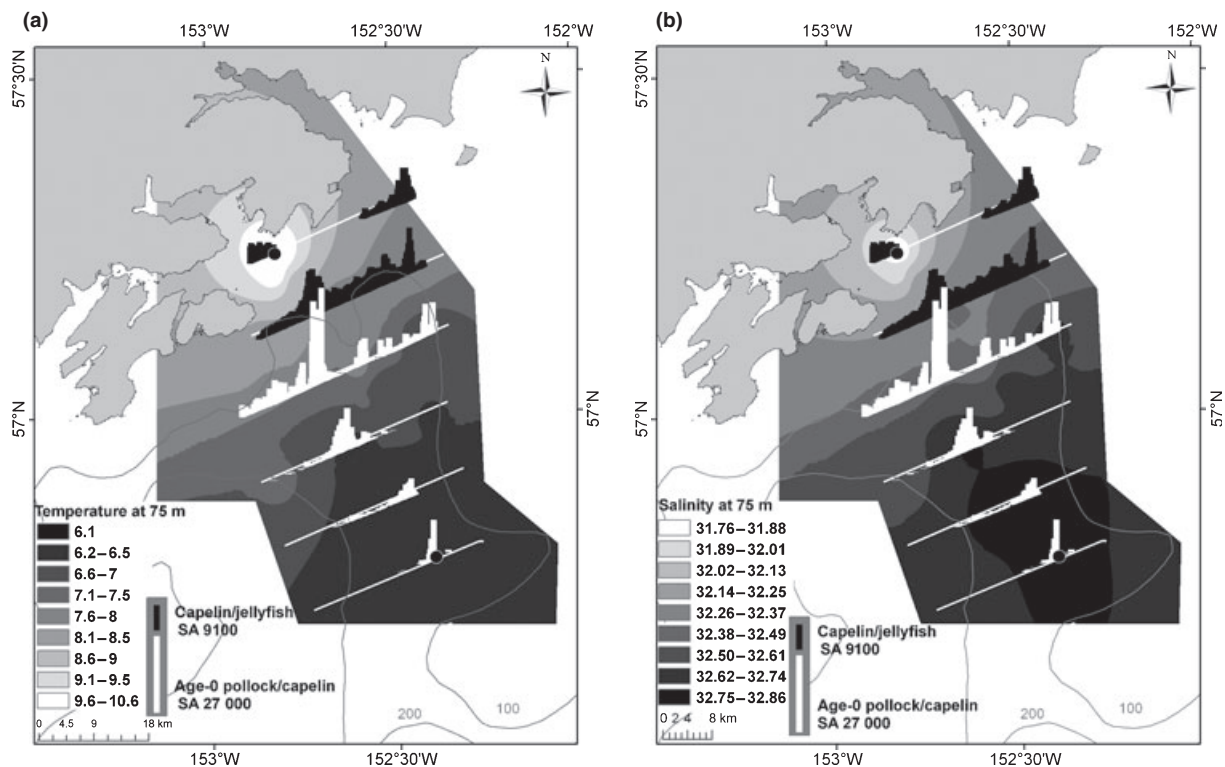 (a)
153°W 152°30'W 152°W
57°30'N
57°N
57°N
N
Temperature at 75 m
6.1
6.2–6.5
6.6–7
7.1–7.5
7.6–8
8.1–8.5
8.6–9
9.1–9.5
9.6–10.6
Capelin/jellyfish
SA 9100
Age-0 pollock/capelin
SA 27 000
0 4.5 9 18 km
200
100
153°W 152°30'W
(b)
153°W 152°30'W 152°W
57°30'N
57°N
57°N
N
Salinity at 75 m
31.76–31.88
31.89–32.01
32.02–32.13
32.14–32.25
32.26–32.37
32.38–32.49
32.50–32.61
32.62–32.74
32.75–32.86
Capelin/jellyfish
SA 9100
Age-0 pollock/capelin
SA 27 000
0 2 4 8 km
200
100
153°W 152°30'W